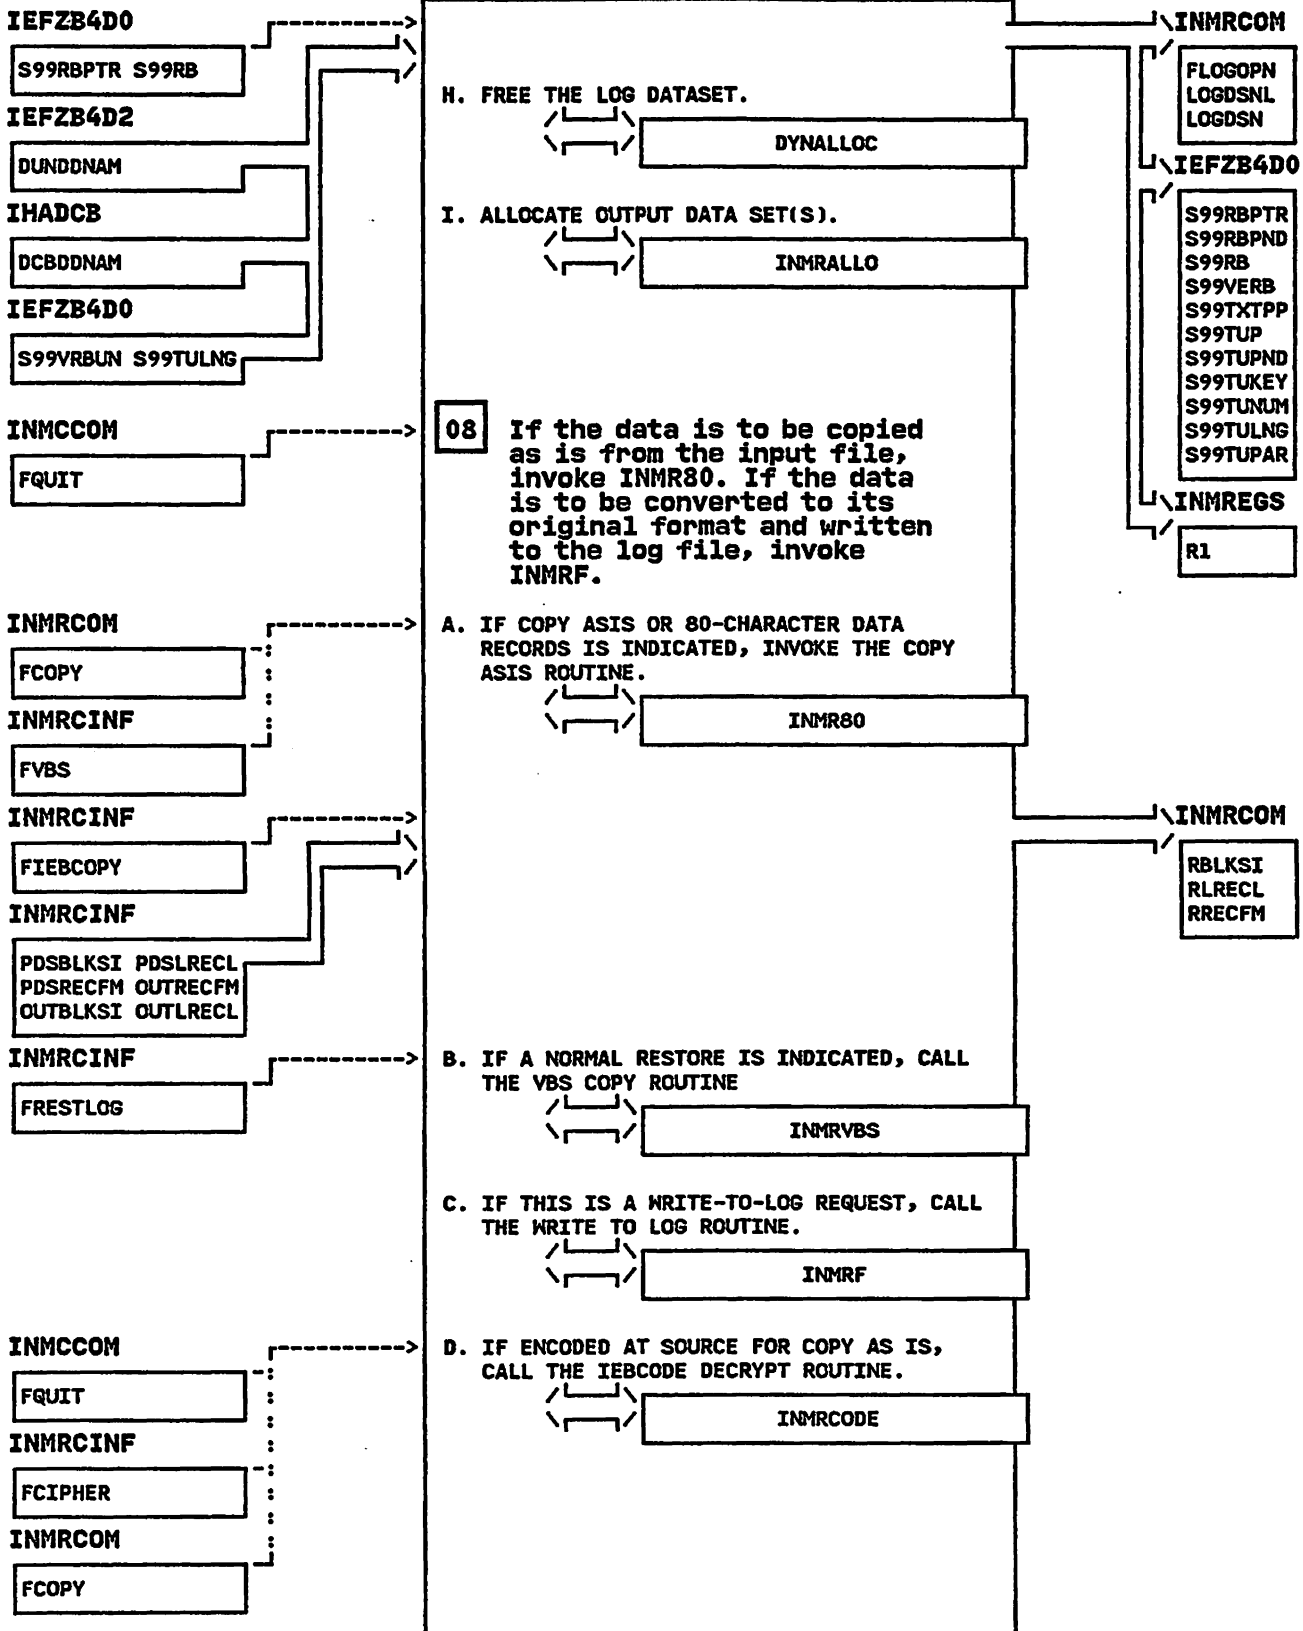 IEFZB4D0
S99RBPTR S99RB
IEFZB4D2
DUNDDNAM
IHADCB
DCBDDNAM
IEFZB4D0
S99VRBUN S99TULNG
INMCCOM
FQUIT
INMRCOM
FCOPY
INMRCINF
FVBS
INMRCINF
FIEBCOPY
INMRCINF
PDSBLKSI PDSLRECL
PDSRECFM OUTRECFM
OUTBLKSI OUTLRECL
INMRCINF
FRESTLOG
INMCCOM
FQUIT
INMRCINF
FCIPHER
INMRCOM
FCOPY
H. FREE THE LOG DATASET.
DYNALLOC
I. ALLOCATE OUTPUT DATA SET(S).
INMRALLO
08 If the data is to be copied
as is from the input file,
invoke INMR80. If the data
is to be converted to its
original format and written
to the log file, invoke
INMRF.
A. IF COPY ASIS OR 80-CHARACTER DATA
RECORDS IS INDICATED, INVOKE THE COPY
ASIS ROUTINE.
INMR80
B. IF A NORMAL RESTORE IS INDICATED, CALL
THE VBS COPY ROUTINE
INMRVBS
C. IF THIS IS A WRITE-TO-LOG REQUEST, CALL
THE WRITE TO LOG ROUTINE.
INMRF
D. IF ENCODED AT SOURCE FOR COPY AS IS,
CALL THE IEBCODE DECRYPT ROUTINE.
INMRCODE
INMRCOM
FLOGOPN
LOGDSNL
LOGDSN
IEFZB4D0
S99RBPTR
S99RBPND
S99RB
S99VERB
S99TXTPP
S99TUP
S99TUPND
S99TUKEY
S99TUNUM
S99TULNG
S99TUPAR
INMREGS
R1
INMRCOM
RBLKSI
RLRECL
RRECFM